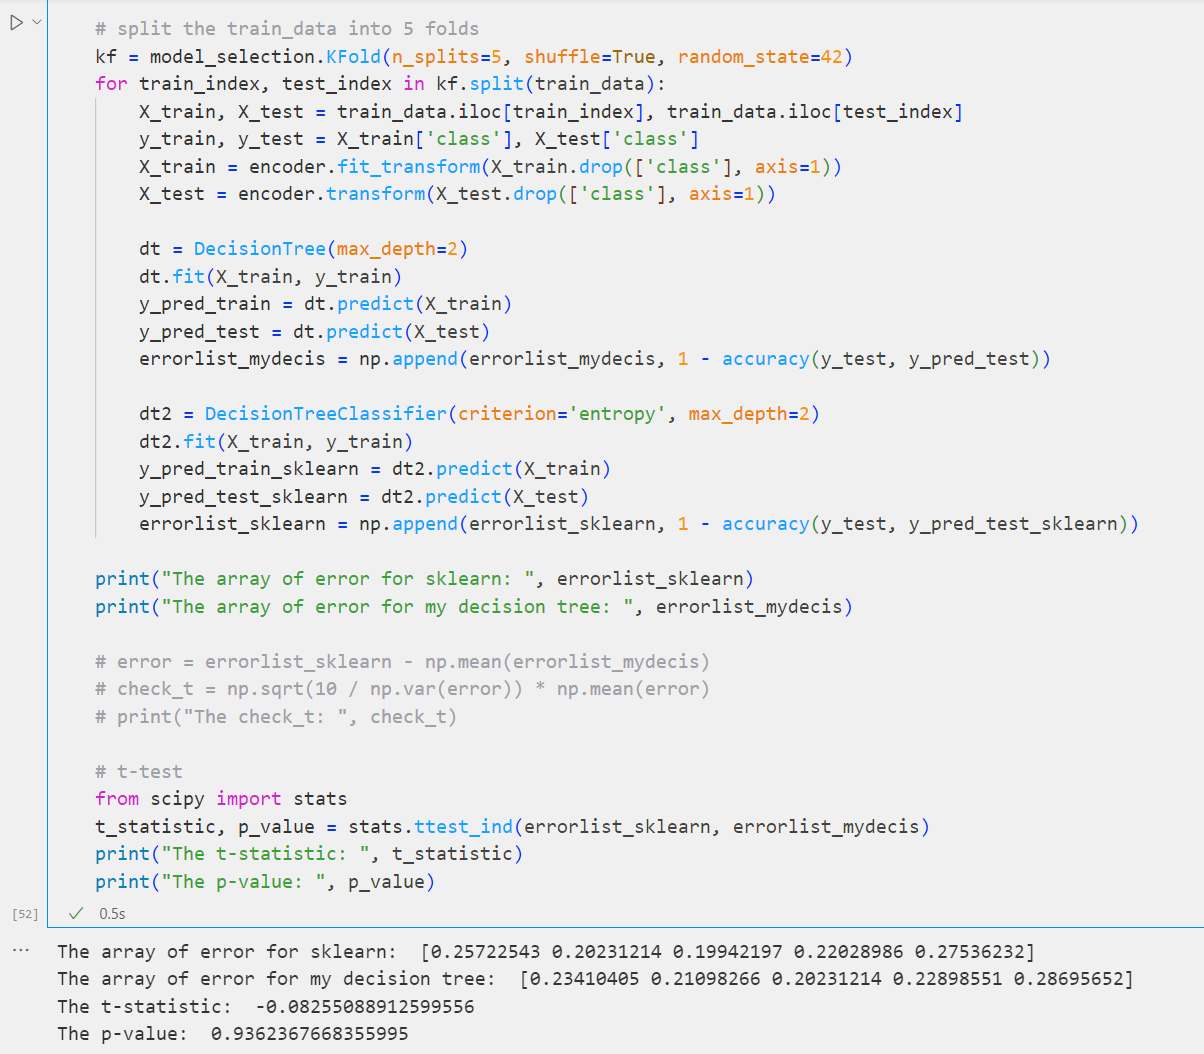 # split the train_data into 5 folds
kf = model_selection.KFold(n_splits=5, shuffle=True, random_state=42)
for train_index, test_index in kf.split(train_data):
    X_train, X_test = train_data.iloc[train_index], train_data.iloc[test_index]
    y_train, y_test = X_train['class'], X_test['class']
    X_train = encoder.fit_transform(X_train.drop(['class'], axis=1))
    X_test = encoder.transform(X_test.drop(['class'], axis=1))

    dt = DecisionTree(max_depth=2)
    dt.fit(X_train, y_train)
    y_pred_train = dt.predict(X_train)
    y_pred_test = dt.predict(X_test)
    errorlist_mydecis = np.append(errorlist_mydecis, 1 - accuracy(y_test, y_pred_test))

    dt2 = DecisionTreeClassifier(criterion='entropy', max_depth=2)
    dt2.fit(X_train, y_train)
    y_pred_train_sklearn = dt2.predict(X_train)
    y_pred_test_sklearn = dt2.predict(X_test)
    errorlist_sklearn = np.append(errorlist_sklearn, 1 - accuracy(y_test, y_pred_test_sklearn))

print("The array of error for sklearn: ", errorlist_sklearn)
print("The array of error for my decision tree: ", errorlist_mydecis)

# error = errorlist_sklearn - np.mean(errorlist_mydecis)
# check_t = np.sqrt(10 / np.var(error)) * np.mean(error)
# print("The check_t: ", check_t)

# t-test
from scipy import stats
t_statistic, p_value = stats.ttest_ind(errorlist_sklearn, errorlist_mydecis)
print("The t-statistic: ", t_statistic)
print("The p-value: ", p_value)
[52] ✓ 0.5s
... The array of error for sklearn:  [0.25722543 0.20231214 0.19942197 0.22028986 0.27536232]
The array of error for my decision tree:  [0.23410405 0.21098266 0.20231214 0.22898551 0.28695652]
The t-statistic:  -0.08255088912599556
The p-value:  0.9362367668355995